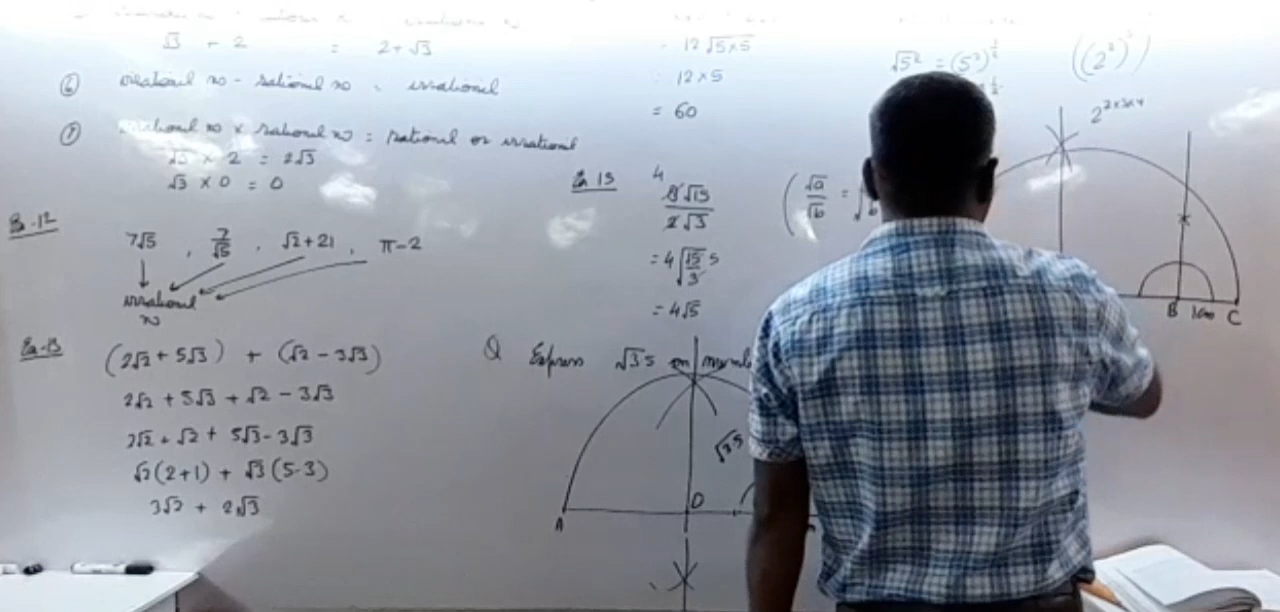 √3 + 2 = 2+√3
⑥ irrational no - rational no = irrational
⑦ irrational no × rational no = rational or irrational
√3 × 2 = 2√3
√3 × 0 = 0
Ex-12
7√5 , 7/√5 , √2+21 , π-2
irrational
no
Ex-13
(2√2 + 5√3) + (√2 - 3√3)
2√2 + 5√3 + √2 - 3√3
2√2 + √2 + 5√3 - 3√3
√2(2+1) + √3(5-3)
3√2 + 2√3
12√5×5
12×5
= 60
Ex 15
4
8√15
2√3
= 4√15/3 5
= 4√5
(√a/√b = √
Q Express √3.5 on numb
√3.5
A O
√5² = (5²)^½
((2²)
2^2×3×4
B 1cm C